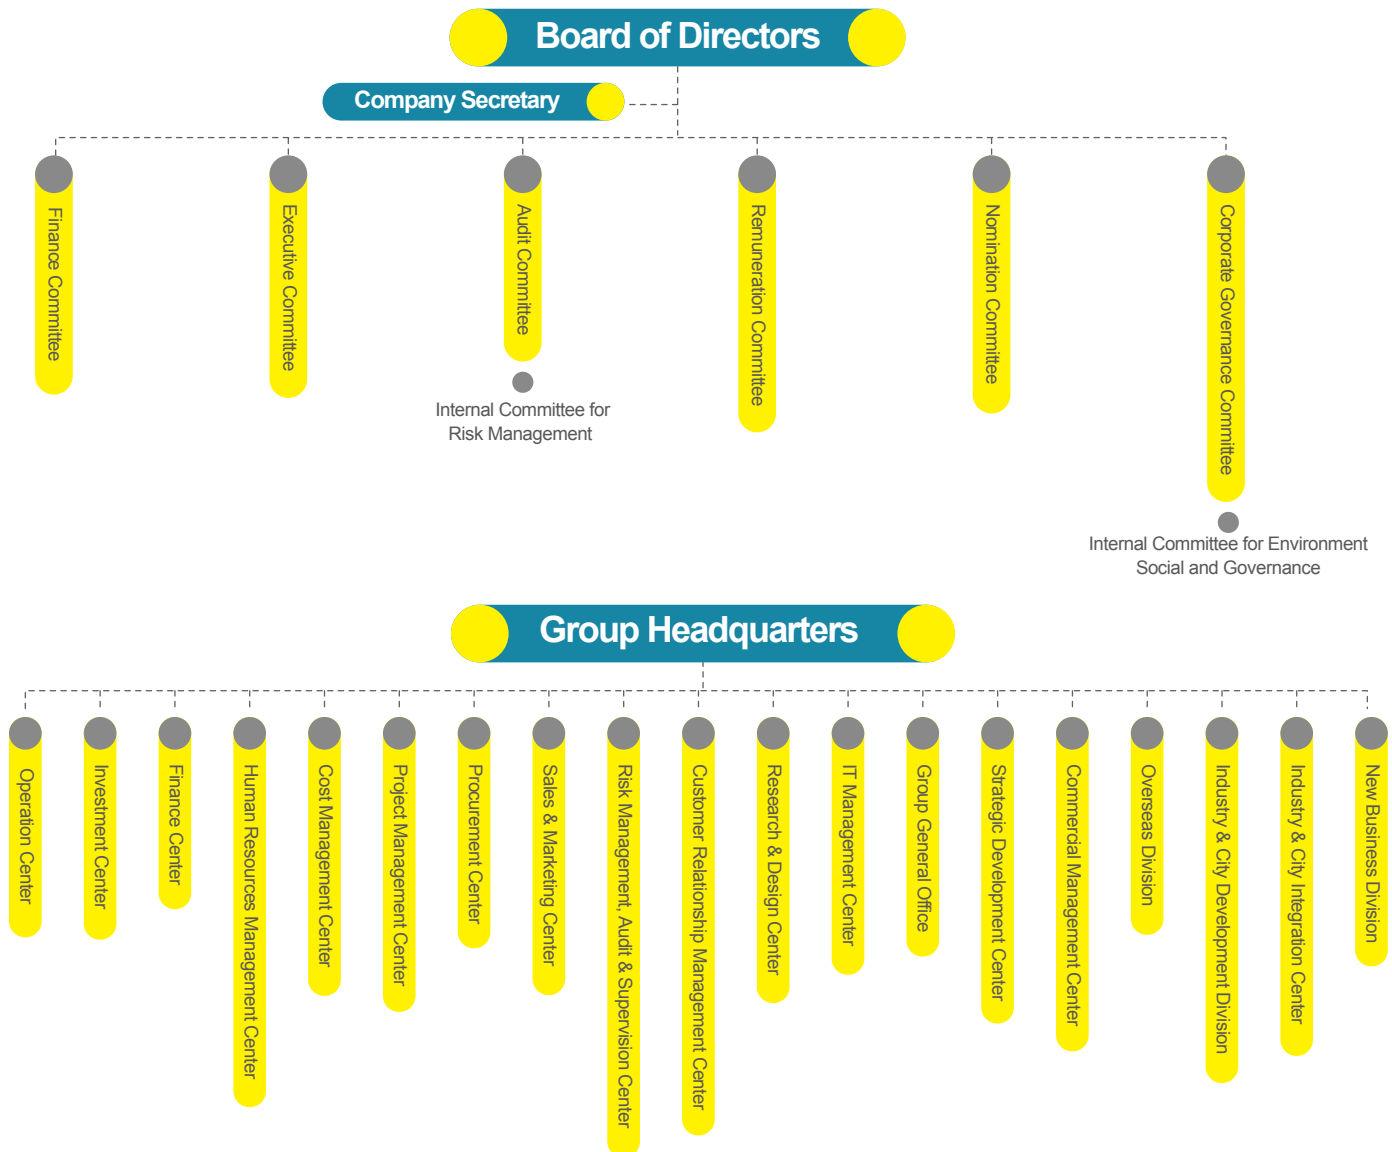 Board of Directors
Company Secretary
Finance Committee
Executive Committee
Audit Committee
Remuneration Committee
Nomination Committee
Corporate Governance Committee
Internal Committee for
Risk Management
Internal Committee for Environment
Social and Governance
Group Headquarters
Operation Center
Investment Center
Finance Center
Human Resources Management Center
Cost Management Center
Project Management Center
Procurement Center
Sales & Marketing Center
Risk Management, Audit & Supervision Center
Customer Relationship Management Center
Research & Design Center
IT Management Center
Group General Office
Strategic Development Center
Commercial Management Center
Overseas Division
Industry & City Development Division
Industry & City Integration Center
New Business Division